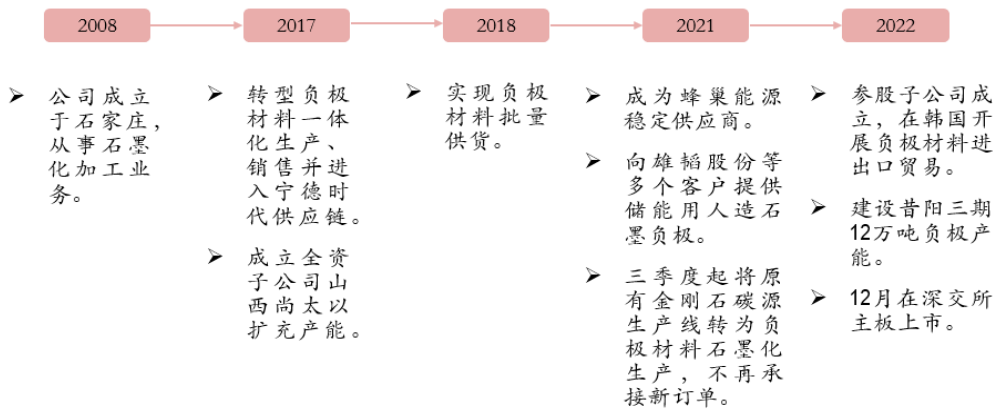 2008
2017
2018
2021
2022
公司成立
于石家庄，
从事石墨
化加工业
务。
转型负极
材料一体
化生产、
销售并进
入宁德时
代供应链。
成立全资
子公司山
西尚太以
扩充产能。
实现负极
材料批量
供货。
成为蜂巢能源
稳定供应商。
向雄韬股份等
多个客户提供
储能用人造石
墨负极。
三季度起将原
有金刚石碳源
生产线转为负
极材料石墨化
生产，不再承
接新订单。
参股子公司成
立，在韩国开
展负极材料进
出口贸易。
建设昔阳三期
12万吨负极产
能。
12月在深交所
主板上市。